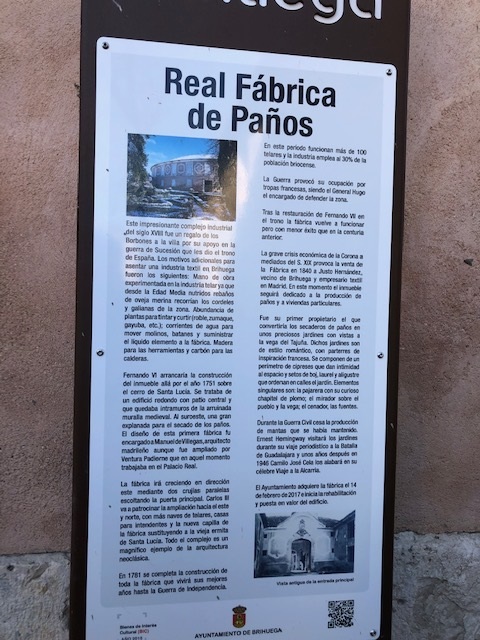 Real Fábrica
de Paños
Este impresionante complejo industrial
del siglo XVIII fue un regalo de los
Borbones a la villa por su apoyo en la
guerra de Sucesión que les dio el trono
de España. Los motivos adicionales para
asentar una industria textil en Brihuega
fueron los siguientes: Mano de obra
experimentada en la industria telar ya que
desde la Edad Media nutridos rebaños
de oveja merina recorrían los cordeles
y galianas de la zona. Abundancia de
plantas para tintar y curtir (roble, zumaque,
gayuba, etc.); corrientes de agua para
mover molinos, batanes y suministrar
el líquido elemento a la fábrica. Madera
para las herramientas y carbón para las
calderas.
Fernando VI arrancaría la construcción
del inmueble allá por el año 1751 sobre
el cerro de Santa Lucía. Se trataba de
un edificio redondo con patio central y
que quedaba intramuros de la arruinada
muralla medieval. Al suroeste, una gran
explanada para el secado de los paños.
El diseño de esta primera fábrica fu
encargado a Manuel de Villegas, arquitecto
madrileño aunque fue ampliado por
Ventura Padierne que en aquel momento
trabajaba en el Palacio Real.
La fábrica irá creciendo en dirección
este mediante dos crujías paralelas
escoltando la puerta principal. Carlos III
va a patrocinar la ampliación hacia el este
y norte, con más naves de telares, casas
para intendentes y la nueva capilla de
la fábrica sustituyendo a la vieja ermita
de Santa Lucía. Todo el complejo es un
magnífico ejemplo de la arquitectura
neoclásica.
En 1781 se completa la construcción de
toda la fábrica que vivirá sus mejores
años hasta la Guerra de Independencia.
En este periodo funcionan más de 100
telares y la industria emplea al 30% de la
población briocense.
La Guerra provocó su ocupación por
tropas francesas, siendo el General Hugo
el encargado de defender la zona.
Tras la restauración de Fernando VII en
el trono la fábrica vuelve a funcionar
pero con menor éxito que en la centuria
anterior.
La grave crisis económica de la Corona a
mediados del S. XIX provoca la venta de
la Fábrica en 1840 a Justo Hernández,
vecino de Brihuega y empresario textil
en Madrid. En este momento el inmueble
seguirá dedicado a la producción de
paños y a viviendas particulares.
Fue su primer propietario el que
convertiría los secaderos de paños en
unos preciosos jardines con vistas a
la vega del Tajuña. Dichos jardines son
de estilo romántico, con parterres de
inspiración francesa. Se componen de un
perímetro de cipreses que dan intimidad
al espacio y setos de boj, laurel y aligustre
que ordenan en calles el jardín. Elementos
singulares son: la pajarera con su curioso
chapitel de plomo; el mirador sobre el
pueblo y la vega; el cenador, las fuentes.
Durante la Guerra Civil cesa la producción
de mantas que se había mantenido.
Ernest Hemingway visitará los jardines
durante su viaje periodístico a la Batalla
de Guadalajara y unos años después en
1946 Camilo José Cela los alabará en su
célebre Viaje a la Alcarria.
El Ayuntamiento adquiere la fábrica el 14
de febrero de 2017 e inicia la rehabilitación
y puesta en valor del edificio.
Vista antigua de la entrada principal
Bienes de Interés
Cultural (BIC)
AYUNTAMIENTO DE BRIHUEGA